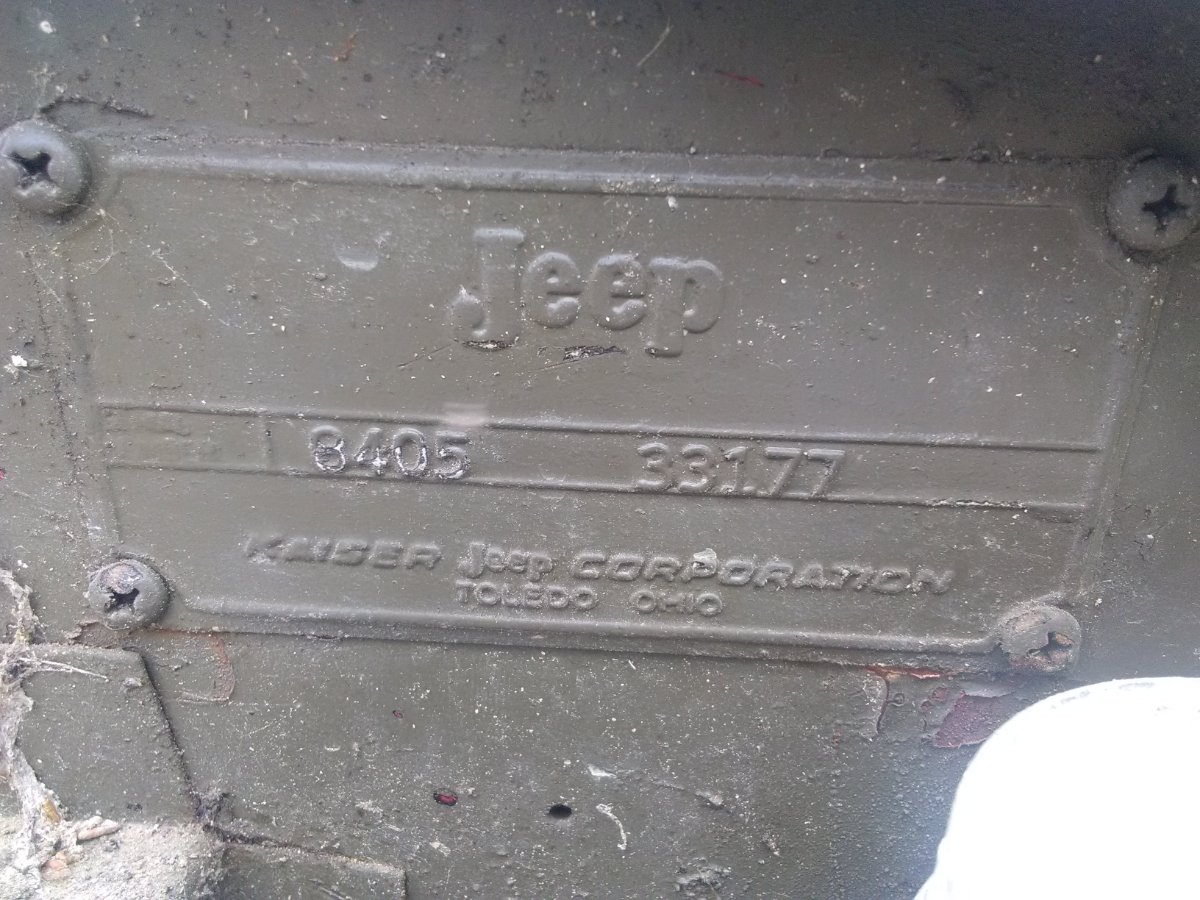 Jeep
8405 33177
KAISER Jeep CORPORATION
TOLEDO OHIO